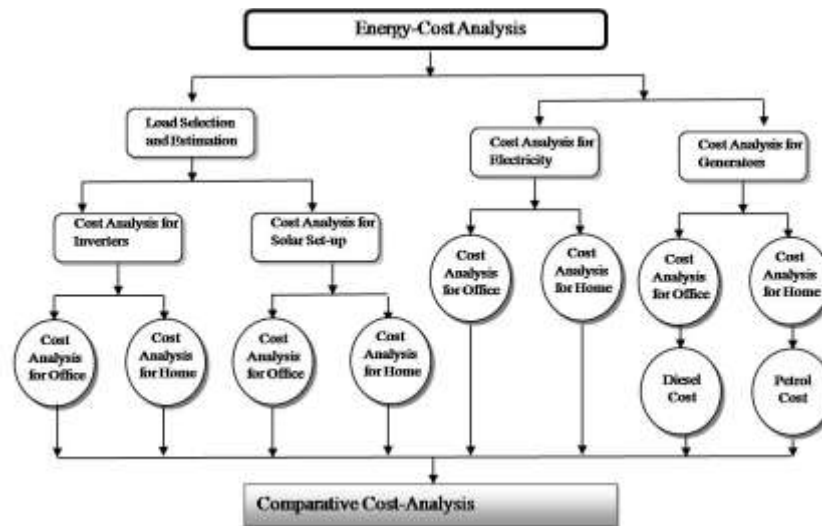 Energy-Cost Analysis
Load Selection
and Estimation
Cost Analysis for
Electricity
Cost Analysis for
Generators
Cost Analysis for
Inverters
Cost Analysis for
Solar Set-up
Cost
Analysis
for Office
Cost
Analysis
for Home
Cost
Analysis
for Office
Cost
Analysis
for Home
Cost
Analysis
for Office
Cost
Analysis
for Home
Cost
Analysis
for Office
Cost
Analysis
for Home
Diesel
Cost
Petrol
Cost
Comparative Cost-Analysis